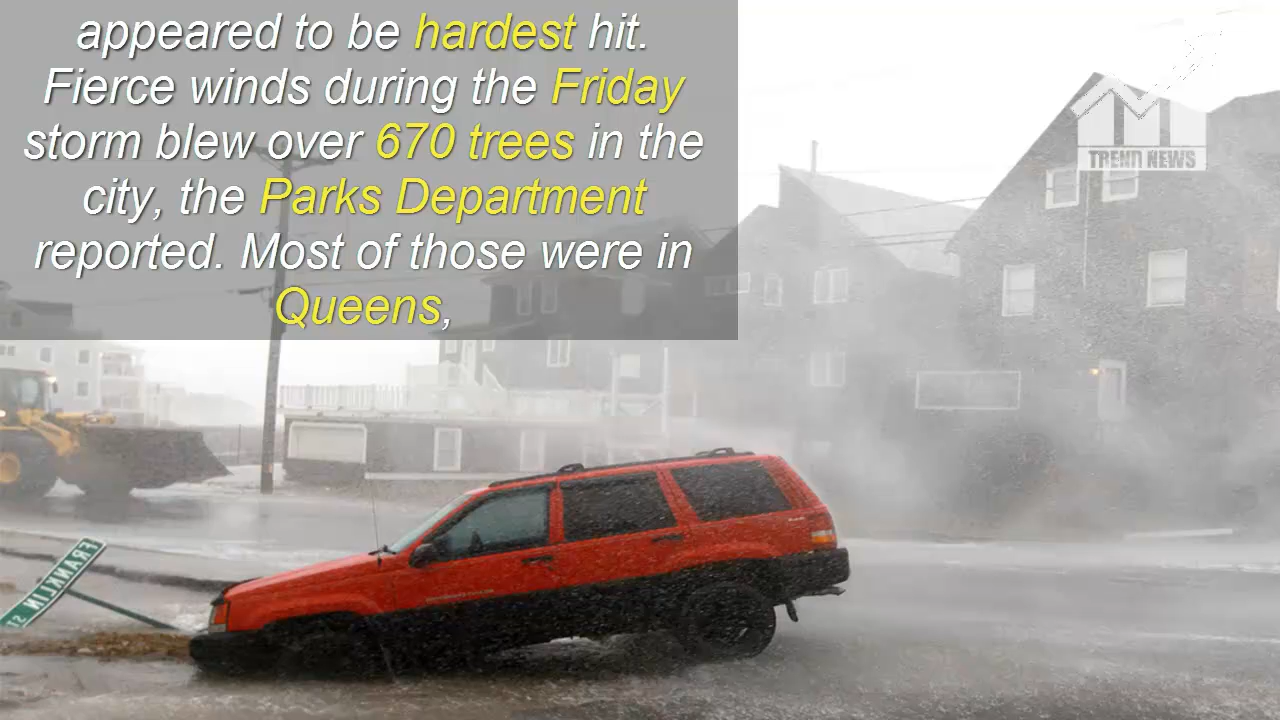 appeared to be hardest hit.
Fierce winds during the Friday
storm blew over 670 trees in the
city, the Parks Department
reported. Most of those were in
Queens,
TREND NEWS
FRANKLIN ST